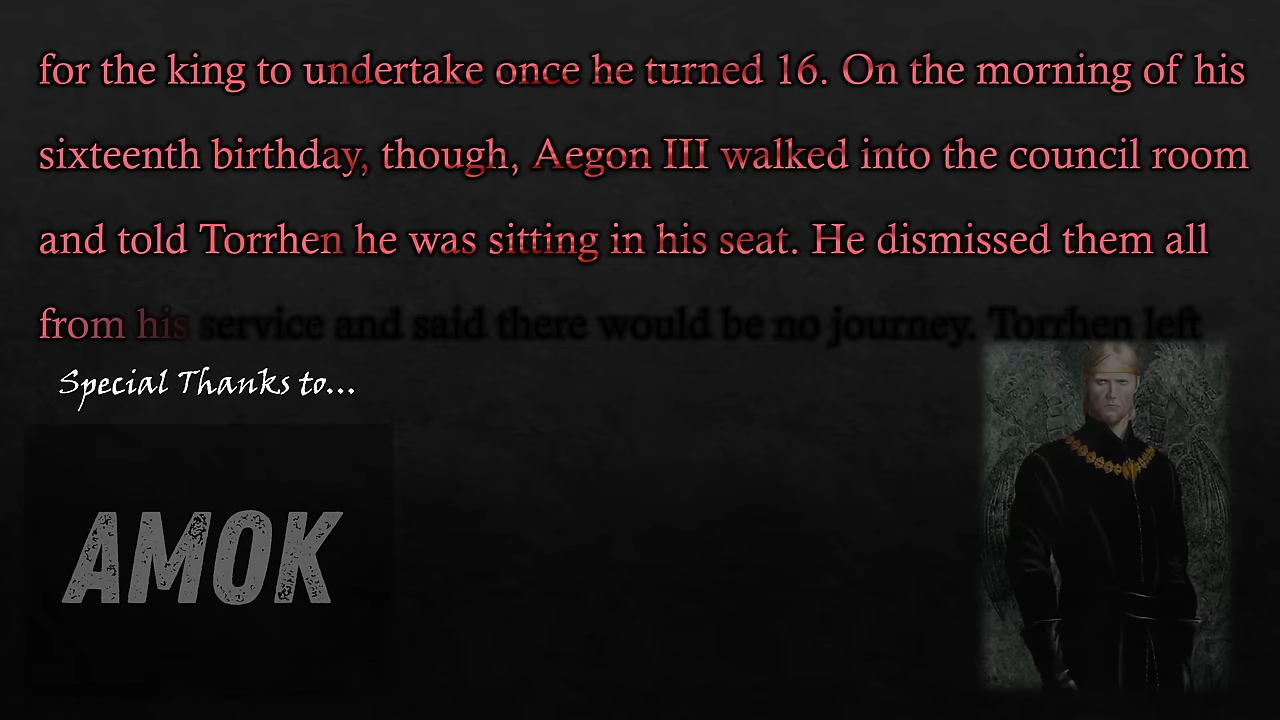 for the king to undertake once he turned 16. On the morning of his
sixteenth birthday, though, Aegon III walked into the council room
and told Torrhen he was sitting in his seat. He dismissed them all
from his service and said there would be no journey. Torrhen left
Special Thanks to...
AMOK